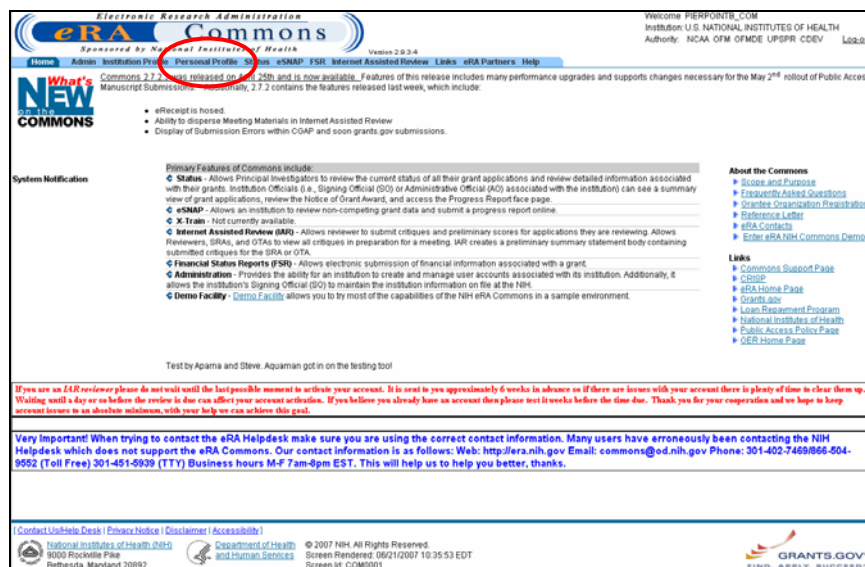 Electronic Research Administration
eRA Commons
Sponsored by National Institutes of Health
Version 2.9.3.4
Welcome PIERPOINTB_COM
Institution: U.S. NATIONAL INSTITUTES OF HEALTH
Authority: NCAA OFM OFMDE UPSPR CDEV Log-o
Home Admin Institution Profile Personal Profile Status eSNAP FSR Internet Assisted Review Links eRA Partners Help
What's NEW on the COMMONS
Commons 2.7.2.3 was released on April 25th and is now available. Features of this release includes many performance upgrades and supports changes necessary for the May 2nd rollout of Public Access
Manuscript Submissions Additionally, 2.7.2 contains the features released last week, which include:
eReceipt is hosed.
Ability to disperse Meeting Materials in Internet Assisted Review
Display of Submission Errors within CGAP and soon grants.gov submissions.
System Notification
Primary Features of Commons include:
Status - Allows Principal Investigators to review the current status of all their grant applications and review detailed information associated
with their grants. Institution Officials (i.e., Signing Official (SO) or Administrative Official (AO) associated with the institution) can see a summary
view of grant applications, review the Notice of Grant Award, and access the Progress Report face page.
eSNAP - Allows an institution to review non-competing grant data and submit a progress report online.
X-Train - Not currently available.
Internet Assisted Review (IAR) - Allows reviewer to submit critiques and preliminary scores for applications they are reviewing. Allows
Reviewers, SRAs, and GTAs to view all critiques in preparation for a meeting. IAR creates a preliminary summary statement body containing
submitted critiques for the SRA or GTA.
Financial Status Reports (FSR) - Allows electronic submission of financial information associated with a grant.
Administration - Provides the ability for an institution to create and manage user accounts associated with its institution. Additionally, it
allows the institution's Signing Official (SO) to maintain the institution information on file at the NIH.
Demo Facility - Demo Facility allows you to try most of the capabilities of the NIH eRA Commons in a sample environment.
Test by Aparna and Steve. Aquaman got in on the testing too!
About the Commons
Scope and Purpose
Frequently Asked Questions
Grantee Organization Registration
Reference Letter
eRA Contacts
Enter eRA NIH Commons Demo
Links
Commons Support Page
CRISP
eRA Home Page
Grants.gov
Loan Repayment Program
National Institutes of Health
Public Access Policy Page
OER Home Page
If you are an IAR reviewer please do not wait until the last possible moment to activate your account. It is sent to you approximately 6 weeks in advance so if there are issues with your account there is plenty of time to clear them up.
Waiting until a day or so before the review is due can affect your account activation. If you believe you already have an account then please test it weeks before the time due. Thank you for your cooperation and we hope to keep
account issues to an absolute minimum, with your help we can achieve this goal.
Very Important! When trying to contact the eRA Helpdesk make sure you are using the correct contact information. Many users have erroneously been contacting the NIH
Helpdesk which does not support the eRA Commons. Our contact information is as follows: Web: http://era.nih.gov Email: commons@od.nih.gov Phone: 301-402-7469/866-504-
9552 (Toll Free) 301-451-5939 (TTY) Business hours M-F 7am-8pm EST. This will help us to help you better, thanks.
[ Contact Us/Help Desk | Privacy Notice | Disclaimer | Accessibility ]
National Institutes of Health (NIH)
9000 Rockville Pike
Bethesda, Maryland 20892
Department of Health
and Human Services
© 2007 NIH. All Rights Reserved.
Screen Rendered: 06/21/2007 10:35:53 EDT
Screen Id: COM0001
GRANTS.GOV
FIND. APPLY. SUCCEED.